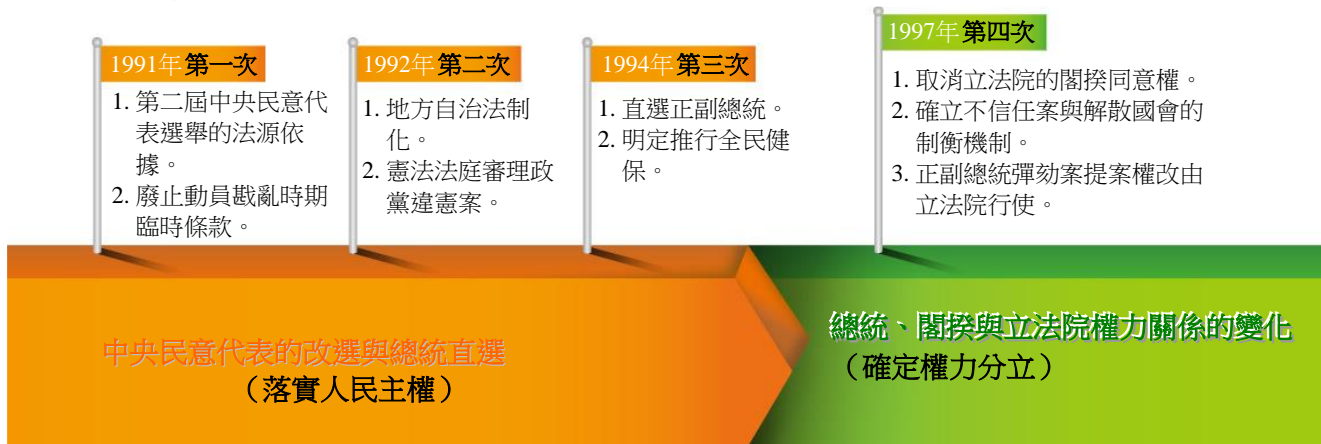 1991年第一次
1. 第二屆中央民意代
表選舉的法源依
據。
2. 廢止動員戡亂時期
臨時條款。
1992年第二次
1. 地方自治法制
化。
2. 憲法法庭審理政
黨違憲案。
1994年第三次
1. 直選正副總統。
2. 明定推行全民健
保。
1997年第四次
1. 取消立法院的閣揆同意權。
2. 確立不信任案與解散國會的
制衡機制。
3. 正副總統彈劾案提案權改由
立法院行使。
中央民意代表的改選與總統直選
（落實人民主權）
總統、閣揆與立法院權力關係的變化
（確定權力分立）